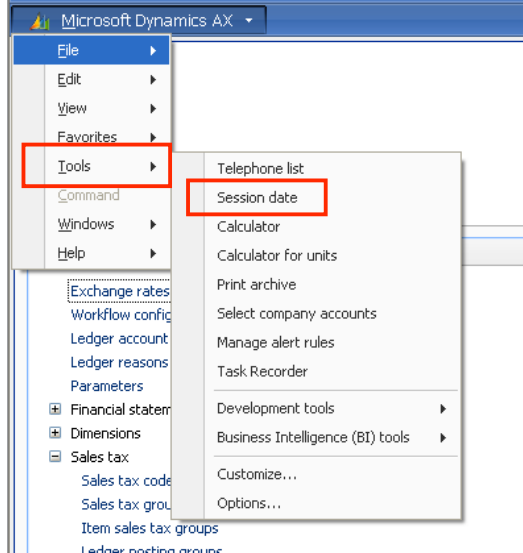 Microsoft Dynamics AX
File
Edit
View
Favorites
Tools
Command
Windows
Help
Telephone list
Session date
Calculator
Calculator for units
Print archive
Select company accounts
Manage alert rules
Task Recorder
Development tools
Business Intelligence (BI) tools
Customize...
Options...
Exchange rates
Workflow config
Ledger account
Ledger reasons
Parameters
Financial statem
Dimensions
Sales tax
Sales tax code
Sales tax grou
Item sales tax groups
Ledger posting groups